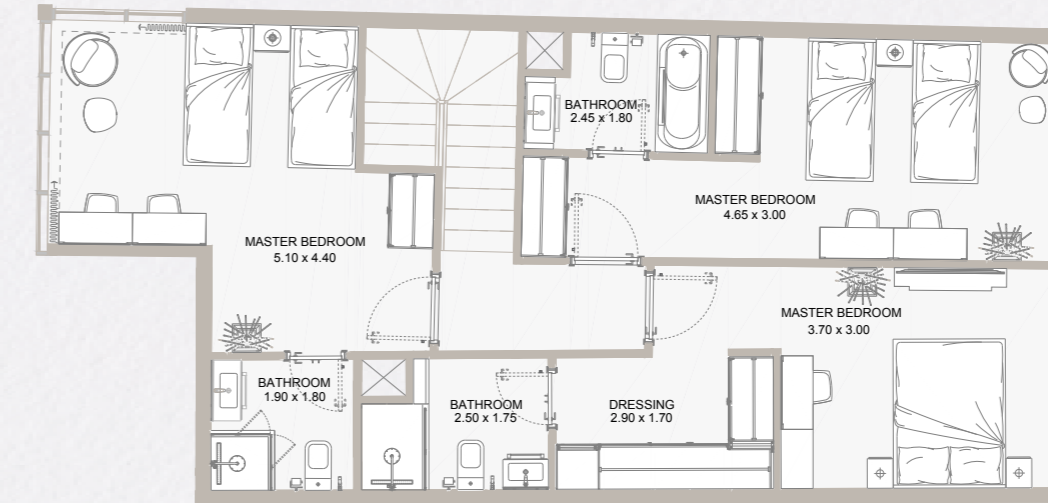 BATHROOM
2.45 x 1.80
MASTER BEDROOM
4.65 x 3.00
MASTER BEDROOM
5.10 x 4.40
MASTER BEDROOM
3.70 x 3.00
BATHROOM
1.90 x 1.80
BATHROOM
2.50 x 1.75
DRESSING
2.90 x 1.70